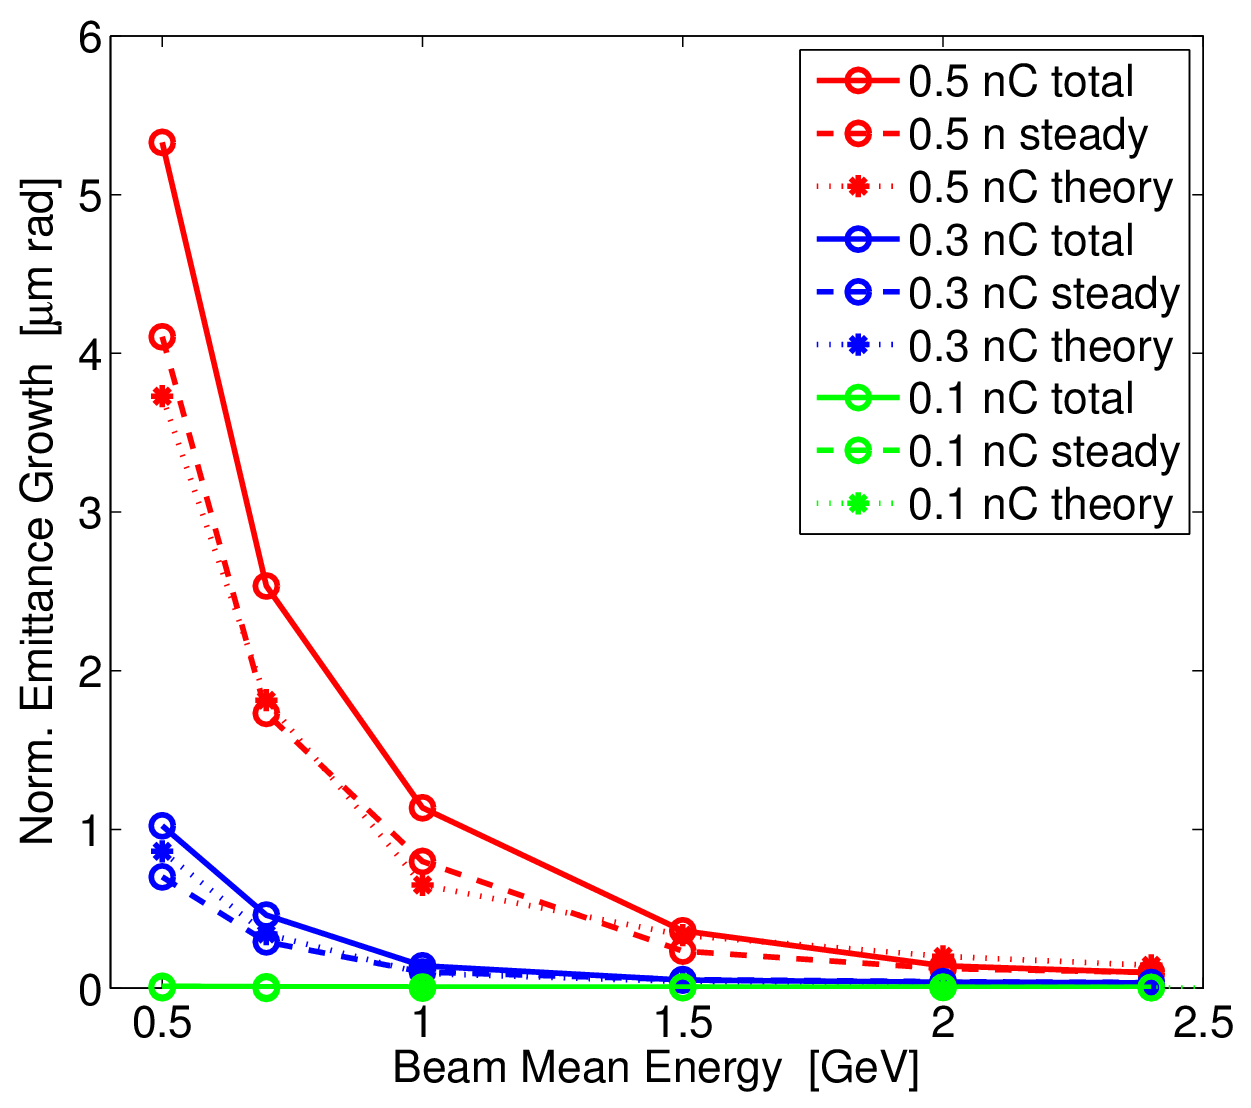 6
5
4
3
2
1
0
Norm. Emittance Growth [μm rad]
0.5 nC total
0.5 n steady
0.5 nC theory
0.3 nC total
0.3 nC steady
0.3 nC theory
0.1 nC total
0.1 nC steady
0.1 nC theory
0.5 1 1.5 2 2.5
Beam Mean Energy [GeV]